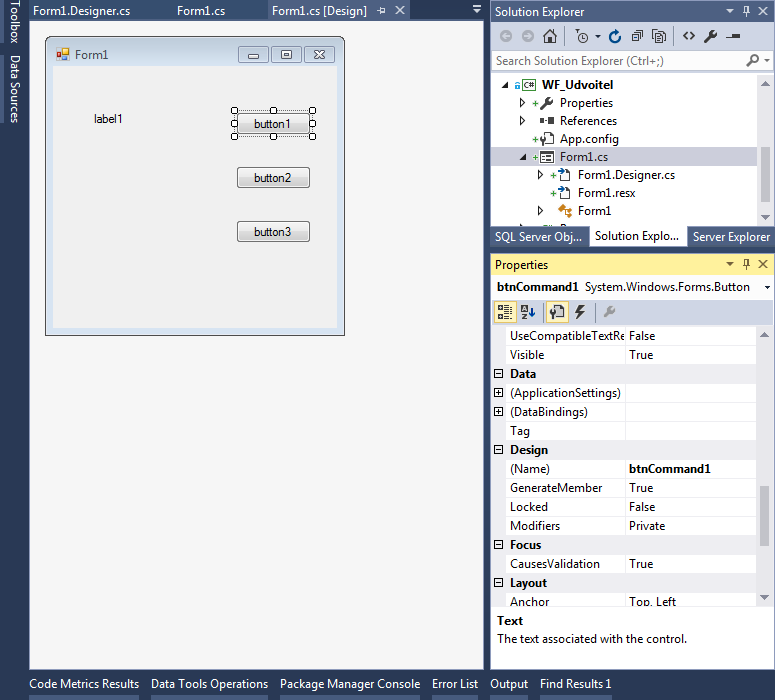 Toolbox
Data Sources
Form1.Designer.cs Form1.cs Form1.cs [Design]
Form1
label1
button1
button2
button3
Solution Explorer
Search Solution Explorer (Ctrl+;)
C# WF_Udvoitel
Properties
References
App.config
Form1.cs
Form1.Designer.cs
Form1.resx
Form1
SQL Server Obj... Solution Explo... Server Explorer
Properties
btnCommand1 System.Windows.Forms.Button
UseCompatibleTextRe False
Visible True
Data
(ApplicationSettings)
(DataBindings)
Tag
Design
(Name) btnCommand1
GenerateMember True
Locked False
Modifiers Private
Focus
CausesValidation True
Layout
Anchor Top, Left
Text
The text associated with the control.
Code Metrics Results Data Tools Operations Package Manager Console Error List Output Find Results 1